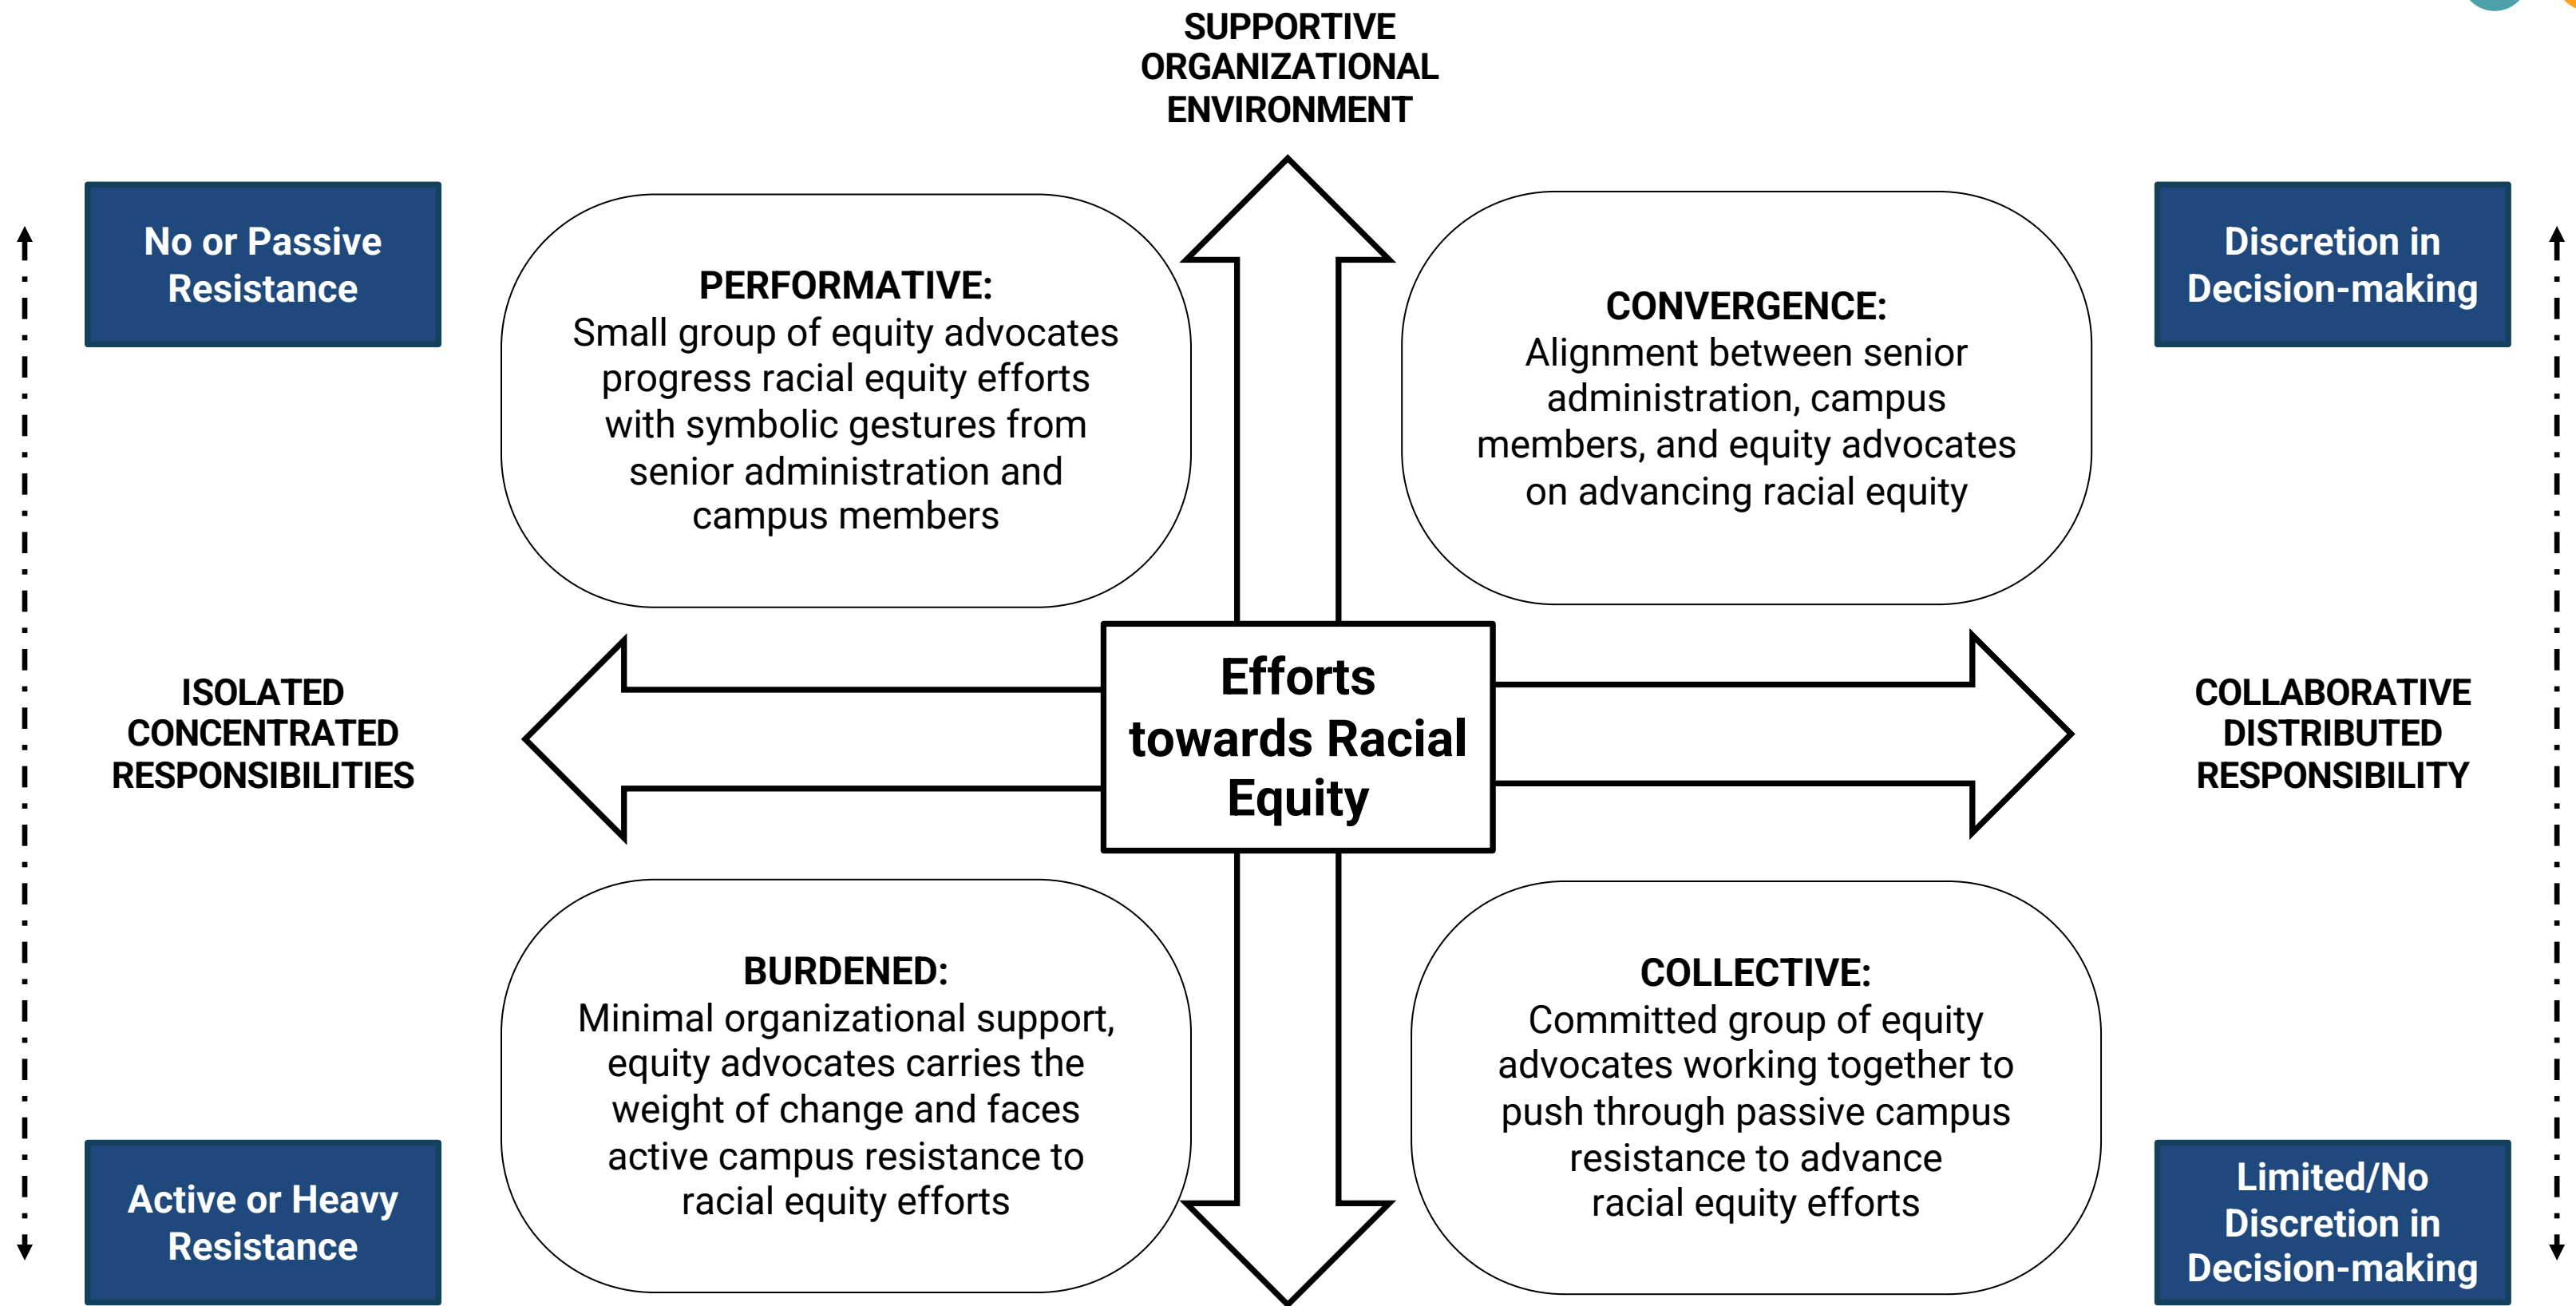 SUPPORTIVE
ORGANIZATIONAL
ENVIRONMENT
No or Passive
Resistance
PERFORMATIVE:
Small group of equity advocates
progress racial equity efforts
with symbolic gestures from
senior administration and
campus members
CONVERGENCE:
Alignment between senior
administration, campus
members, and equity advocates
on advancing racial equity
Discretion in
Decision-making
ISOLATED
CONCENTRATED
RESPONSIBILITIES
Efforts
towards Racial
Equity
COLLABORATIVE
DISTRIBUTED
RESPONSIBILITY
Active or Heavy
Resistance
BURDENED:
Minimal organizational support,
equity advocates carries the
weight of change and faces
active campus resistance to
racial equity efforts
COLLECTIVE:
Committed group of equity
advocates working together to
push through passive campus
resistance to advance
racial equity efforts
Limited/No
Discretion in
Decision-making